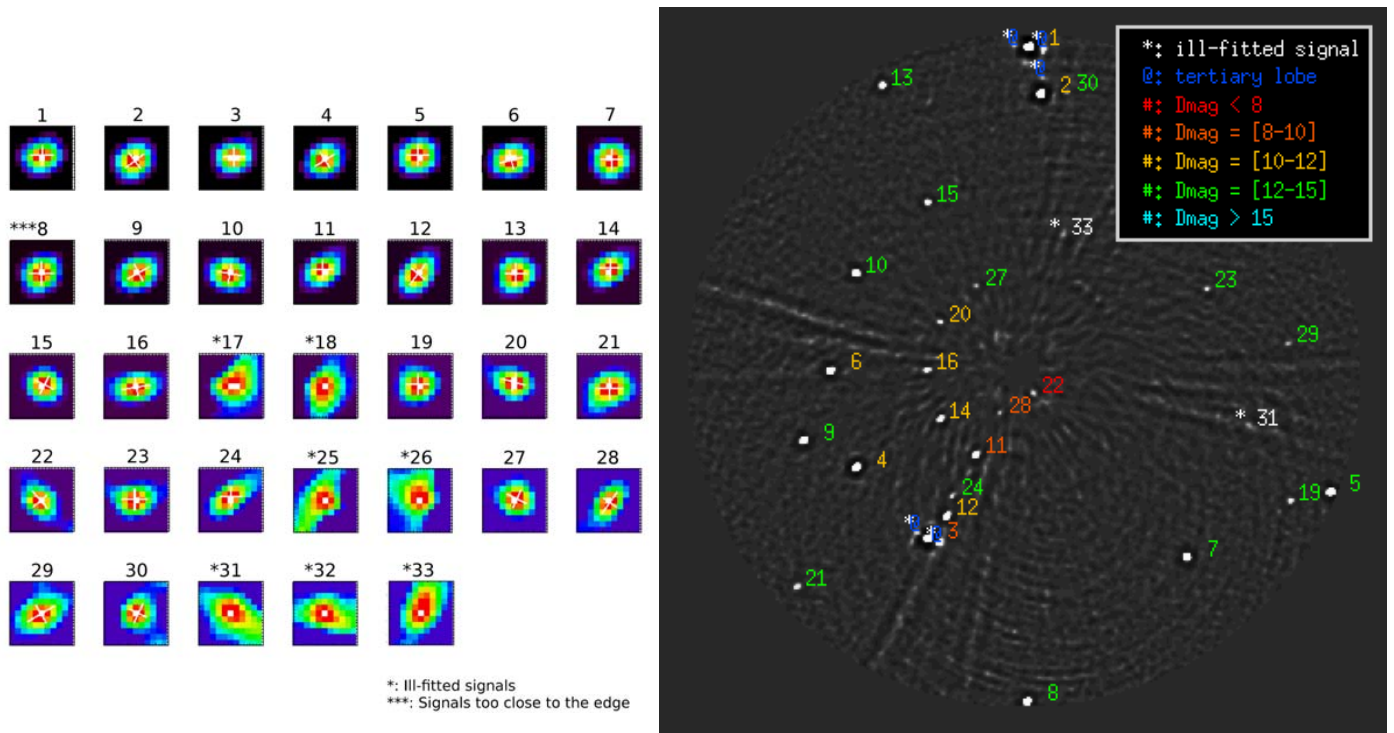 1 2 3 4 5 6 7
***8 9 10 11 12 13 14
15 16 *17 *18 19 20 21
22 23 24 *25 *26 27 28
29 30 *31 *32 *33
*: Ill-fitted signals
***: Signals too close to the edge
*: ill-fitted signal
@: tertiary lobe
#: Dmag < 8
#: Dmag = [8-10]
#: Dmag = [10-12]
#: Dmag = [12-15]
#: Dmag > 15
*@ *@ 1
*@
13
2 30
15
* 33
10
27
23
20
29
6
16
22
28
14
* 31
9
11
4
24
19
5
12
*@ *@ 3
7
21
8